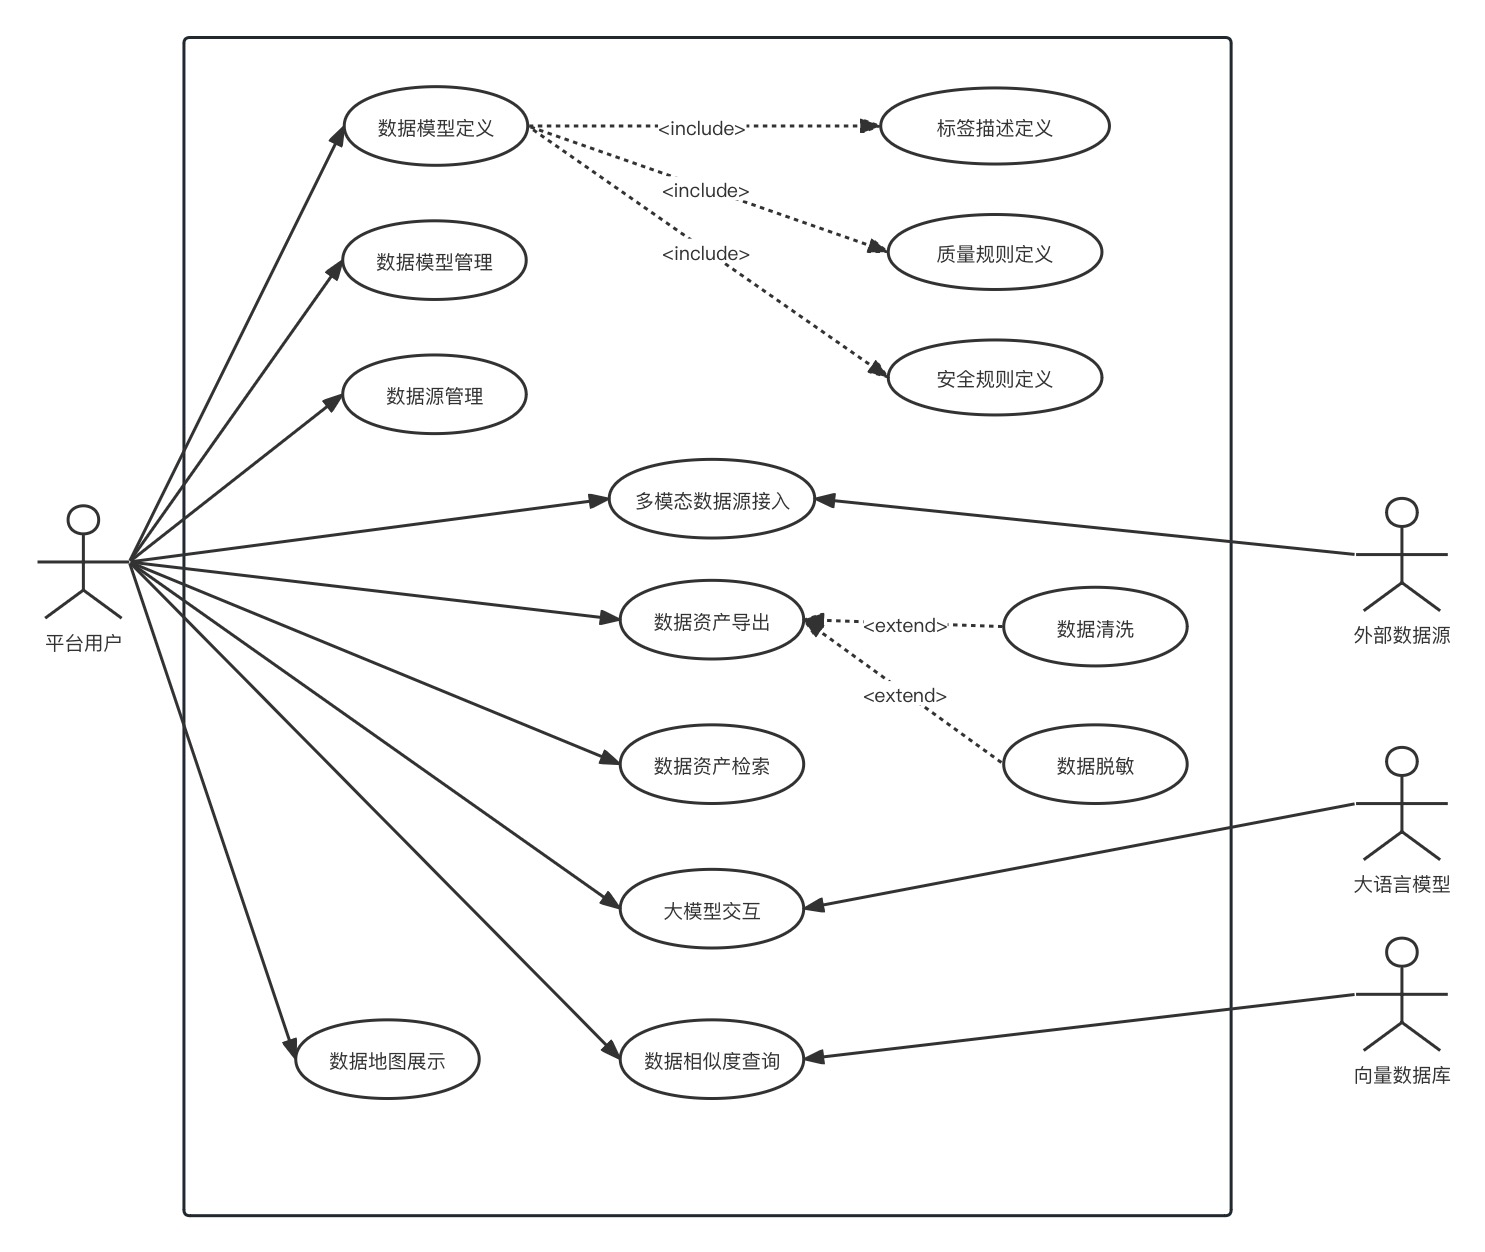 数据模型定义
<include>
标签描述定义
<include>
数据模型管理
<include>
质量规则定义
数据源管理
安全规则定义
多模态数据源接入
平台用户
数据资产导出
<extend>
数据清洗
外部数据源
<extend>
数据资产检索
数据脱敏
大模型交互
大语言模型
数据地图展示
数据相似度查询
向量数据库